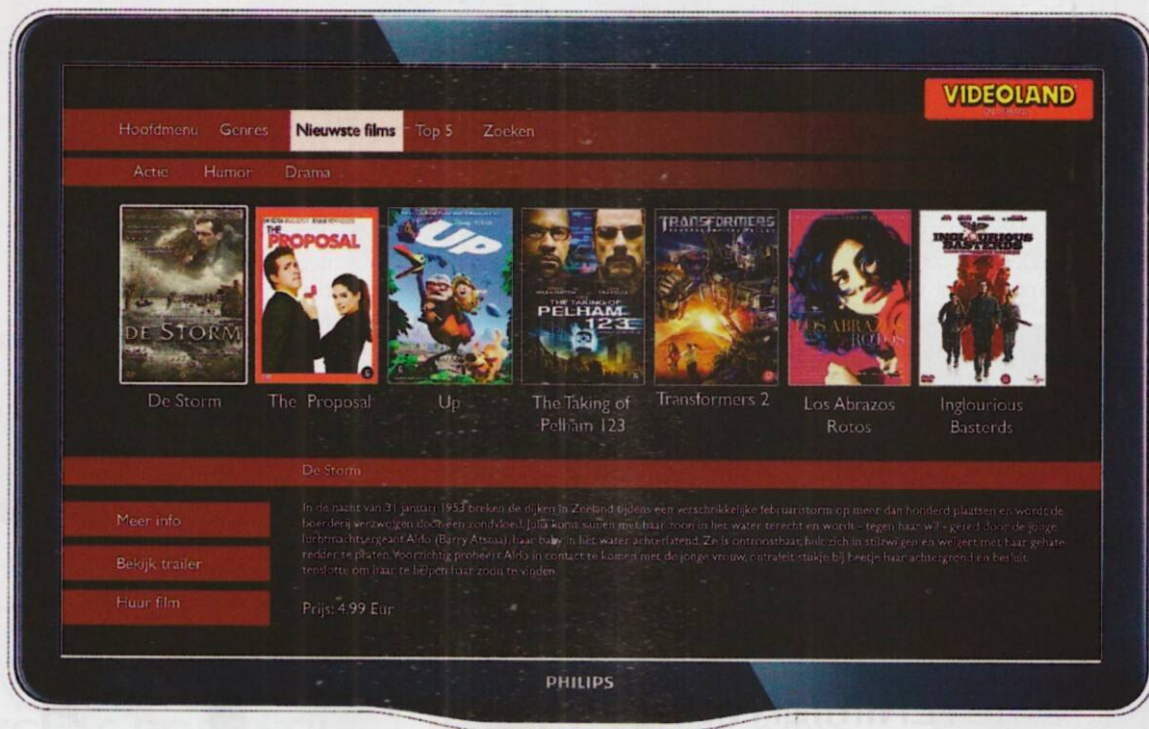 VIDEOLAND
Hoofdmenu Genres Nieuwste films Top 5 Zoeken
Actie Humor Drama
DE STORM
THE PROPOSAL
UP
THE TAKING OF PELHAM 123
TRANSFORMERS
LOS ABRAZOS ROTOS
INGLOURIOUS BASTERDS
De Storm The Proposal Up The Taking of Transformers 2 Los Abrazos Inglourious
Pelham 123 Rotos Basterds
De Storm
Meer info
Bekijk trailer
Huur film
In de nacht van 31 januari 1953 breken de dijken in Zeeland tijdens een verschrikkelijke februaristorm op meer dan honderd plaatsen en wordt de
boerderij verzwolgen door een zondvloed. Julia komt samen met haar zoon in het water terecht en wordt - tegen haar wil - gered door de jonge
luchtmachtsergeant Aldo (Barry Atsma), haar baby in het water achterlatend. Ze is ontroostbaar, hult zich in stilzwijgen en weigert met haar gehate
redder te praten. Voorzichtig probeert Aldo in contact te komen met de jonge vrouw, ontrafelt stukje bij beetje haar achtergrond en besluit
tenslotte om haar te helpen haar zoon te vinden.
Prijs: 4.99 Eur
PHILIPS